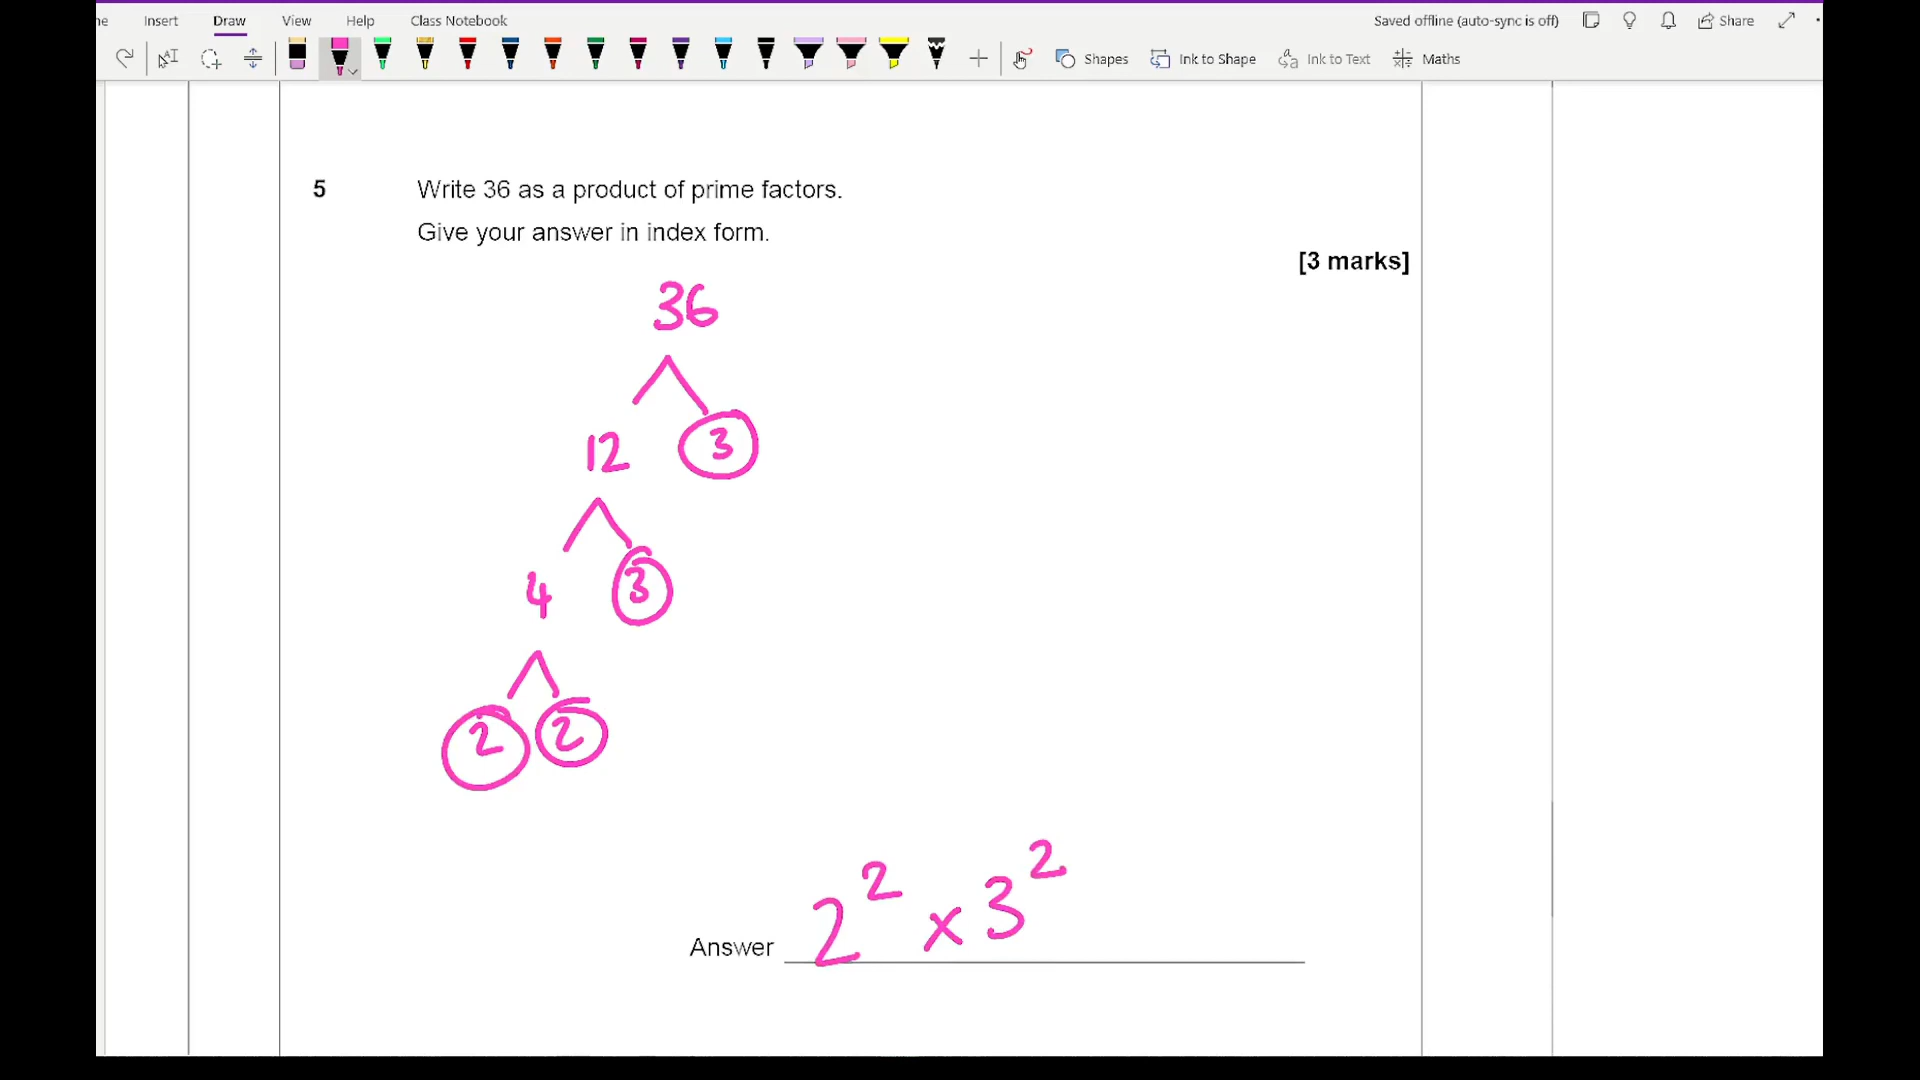 ne Insert Draw View Help Class Notebook Saved offline (auto-sync is off) Share
Shapes Ink to Shape Ink to Text Maths
5 Write 36 as a product of prime factors.
Give your answer in index form.
[3 marks]
36
12 3
4 3
2 2
Answer 2² × 3²